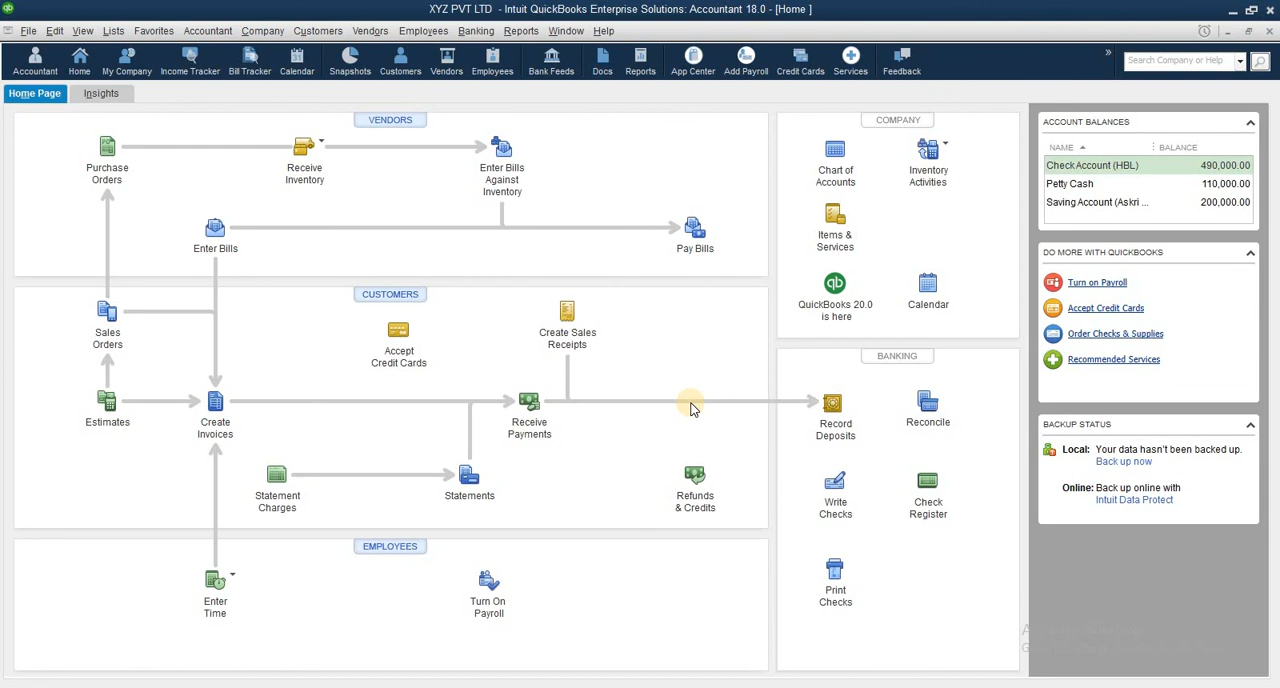 XYZ PVT LTD - Intuit QuickBooks Enterprise Solutions: Accountant 18.0 - [Home ]
File Edit View Lists Favorites Accountant Company Customers Vendors Employees Banking Reports Window Help
Accountant Home My Company Income Tracker Bill Tracker Calendar Snapshots Customers Vendors Employees Bank Feeds Docs Reports App Center Add Payroll Credit Cards Services Feedback
Search Company or Help
Home Page Insights
VENDORS
Purchase
Orders
Receive
Inventory
Enter Bills
Against
Inventory
Enter Bills
Pay Bills
CUSTOMERS
Sales
Orders
Accept
Credit Cards
Create Sales
Receipts
Estimates
Create
Invoices
Receive
Payments
Statement
Charges
Statements
Refunds
& Credits
EMPLOYEES
Enter
Time
Turn On
Payroll
COMPANY
Chart of
Accounts
Inventory
Activities
Items &
Services
qb
QuickBooks 20.0
is here
Calendar
BANKING
Record
Deposits
Reconcile
Write
Checks
Check
Register
Print
Checks
ACCOUNT BALANCES
NAME BALANCE
Check Account (HBL) 490,000.00
Petty Cash 110,000.00
Saving Account (Askri ... 200,000.00
DO MORE WITH QUICKBOOKS
Turn on Payroll
Accept Credit Cards
Order Checks & Supplies
Recommended Services
BACKUP STATUS
Local: Your data hasn't been backed up.
Back up now
Online: Back up online with
Intuit Data Protect